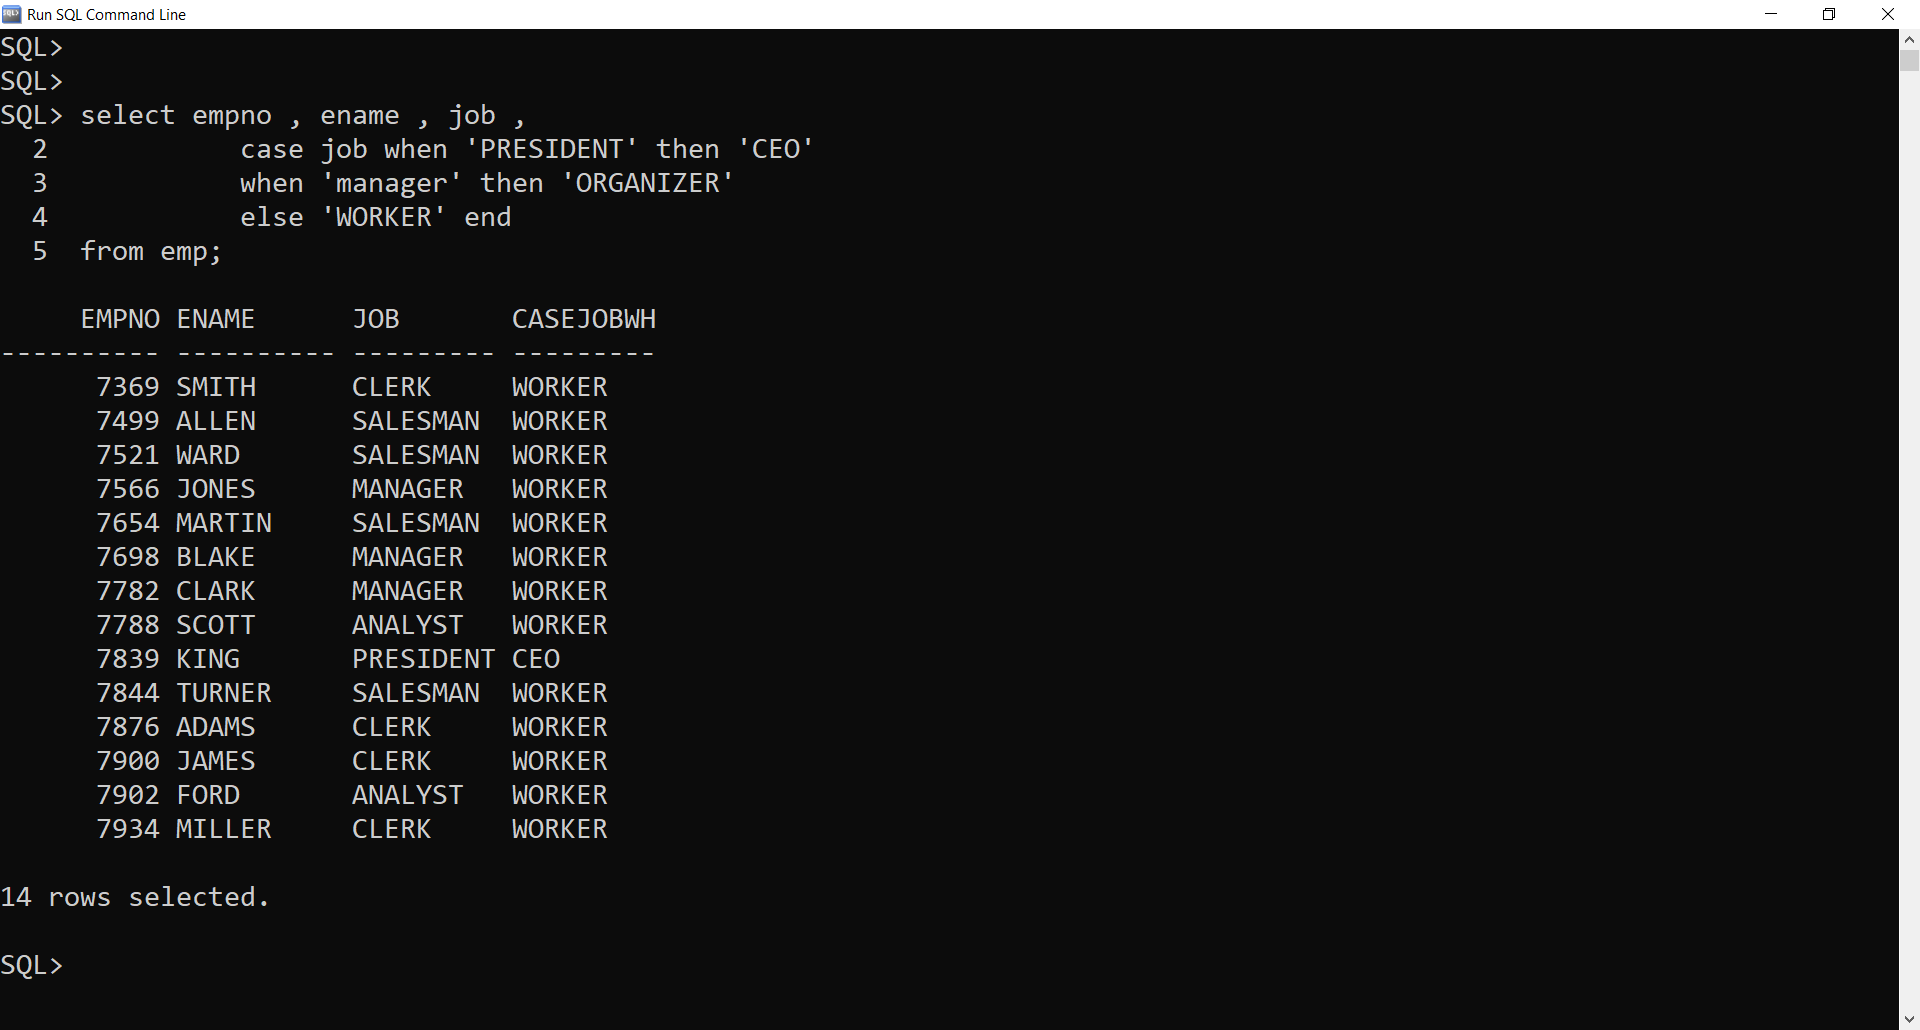 Run SQL Command Line
SQL>
SQL>
SQL> select empno , ename , job ,
  2            case job when 'PRESIDENT' then 'CEO'
  3            when 'manager' then 'ORGANIZER'
  4            else 'WORKER' end
  5  from emp;
     EMPNO ENAME      JOB       CASEJOBWH
---------- ---------- --------- ---------
      7369 SMITH      CLERK     WORKER
      7499 ALLEN      SALESMAN  WORKER
      7521 WARD       SALESMAN  WORKER
      7566 JONES      MANAGER   WORKER
      7654 MARTIN     SALESMAN  WORKER
      7698 BLAKE      MANAGER   WORKER
      7782 CLARK      MANAGER   WORKER
      7788 SCOTT      ANALYST   WORKER
      7839 KING       PRESIDENT CEO
      7844 TURNER     SALESMAN  WORKER
      7876 ADAMS      CLERK     WORKER
      7900 JAMES      CLERK     WORKER
      7902 FORD       ANALYST   WORKER
      7934 MILLER     CLERK     WORKER
14 rows selected.
SQL>